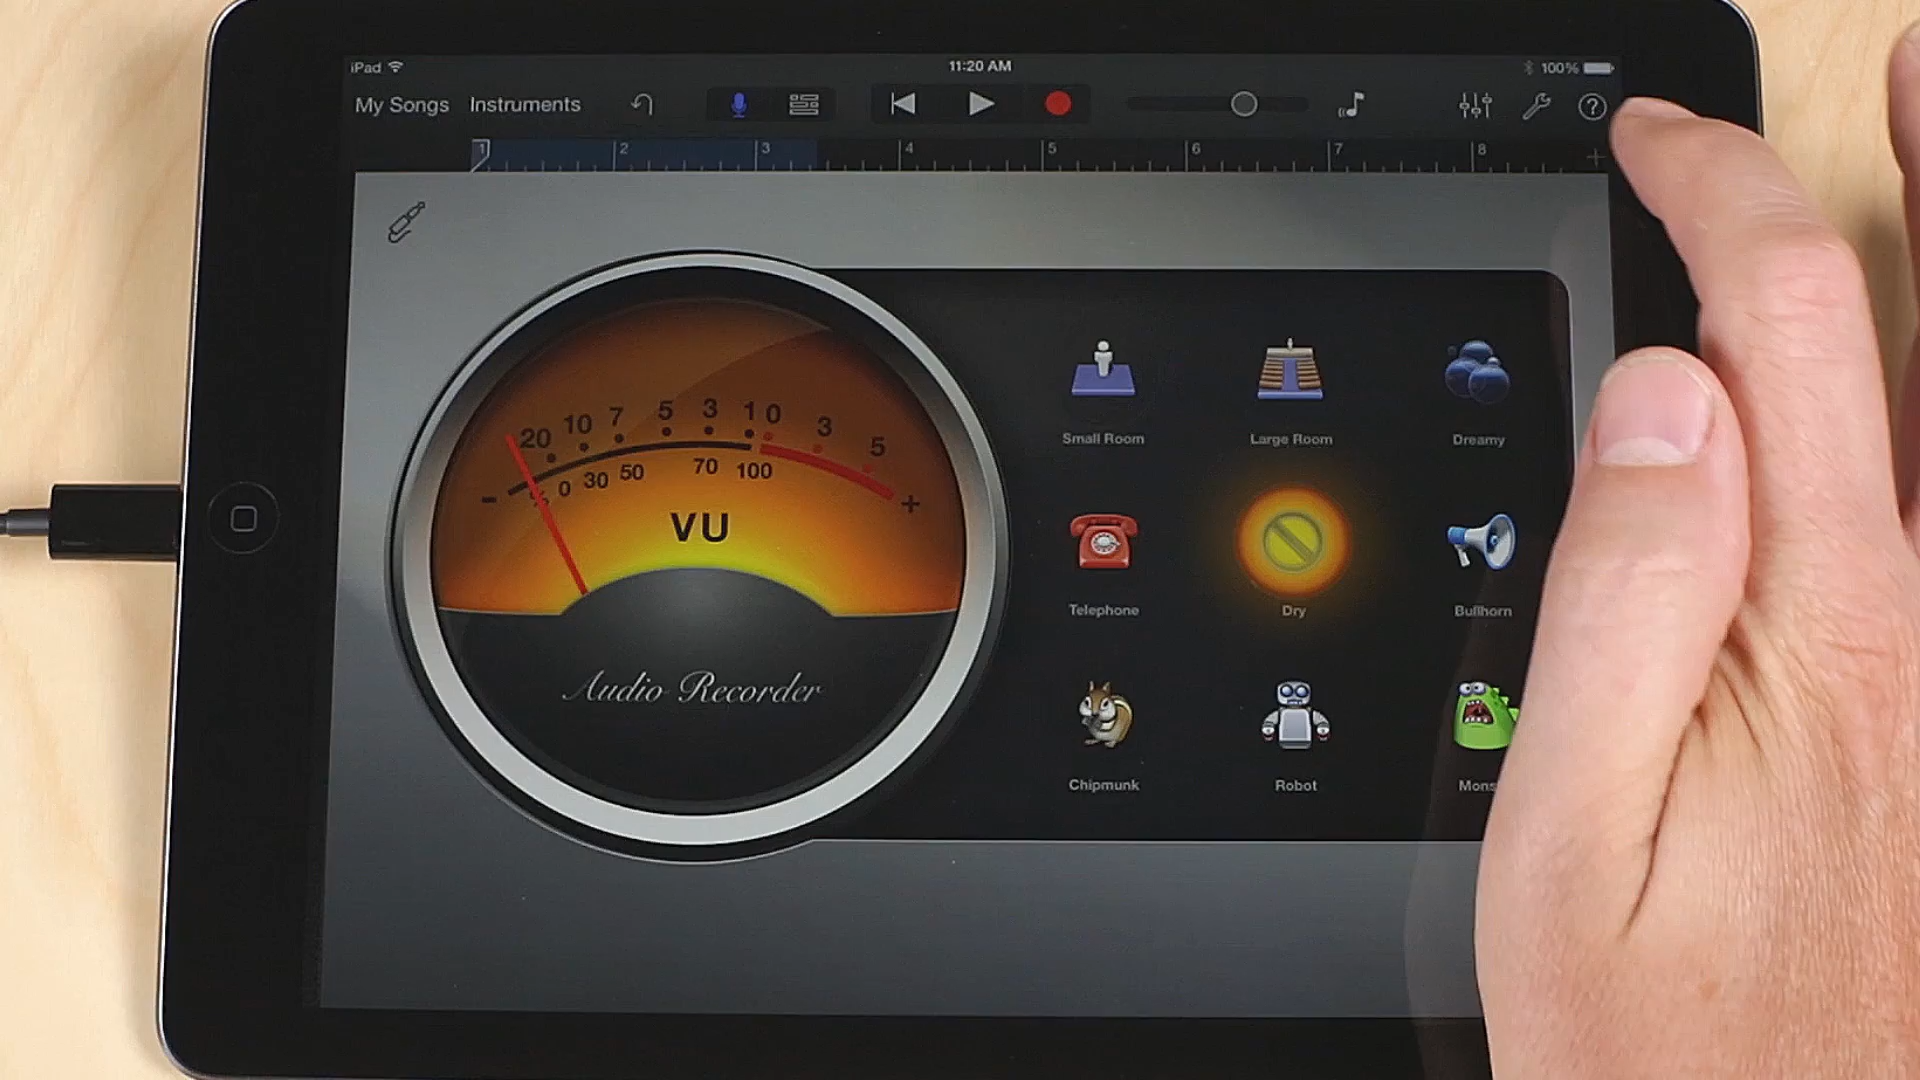 iPad
11:20 AM
100%
My Songs
Instruments
?
1 2 3 4 5 6 7 8
+
20 10 7 5 3 1 0 3 5
- 0 30 50 70 100 +
VU
Audio Recorder
Small Room
Large Room
Dreamy
Telephone
Dry
Bullhorn
Chipmunk
Robot
Mons